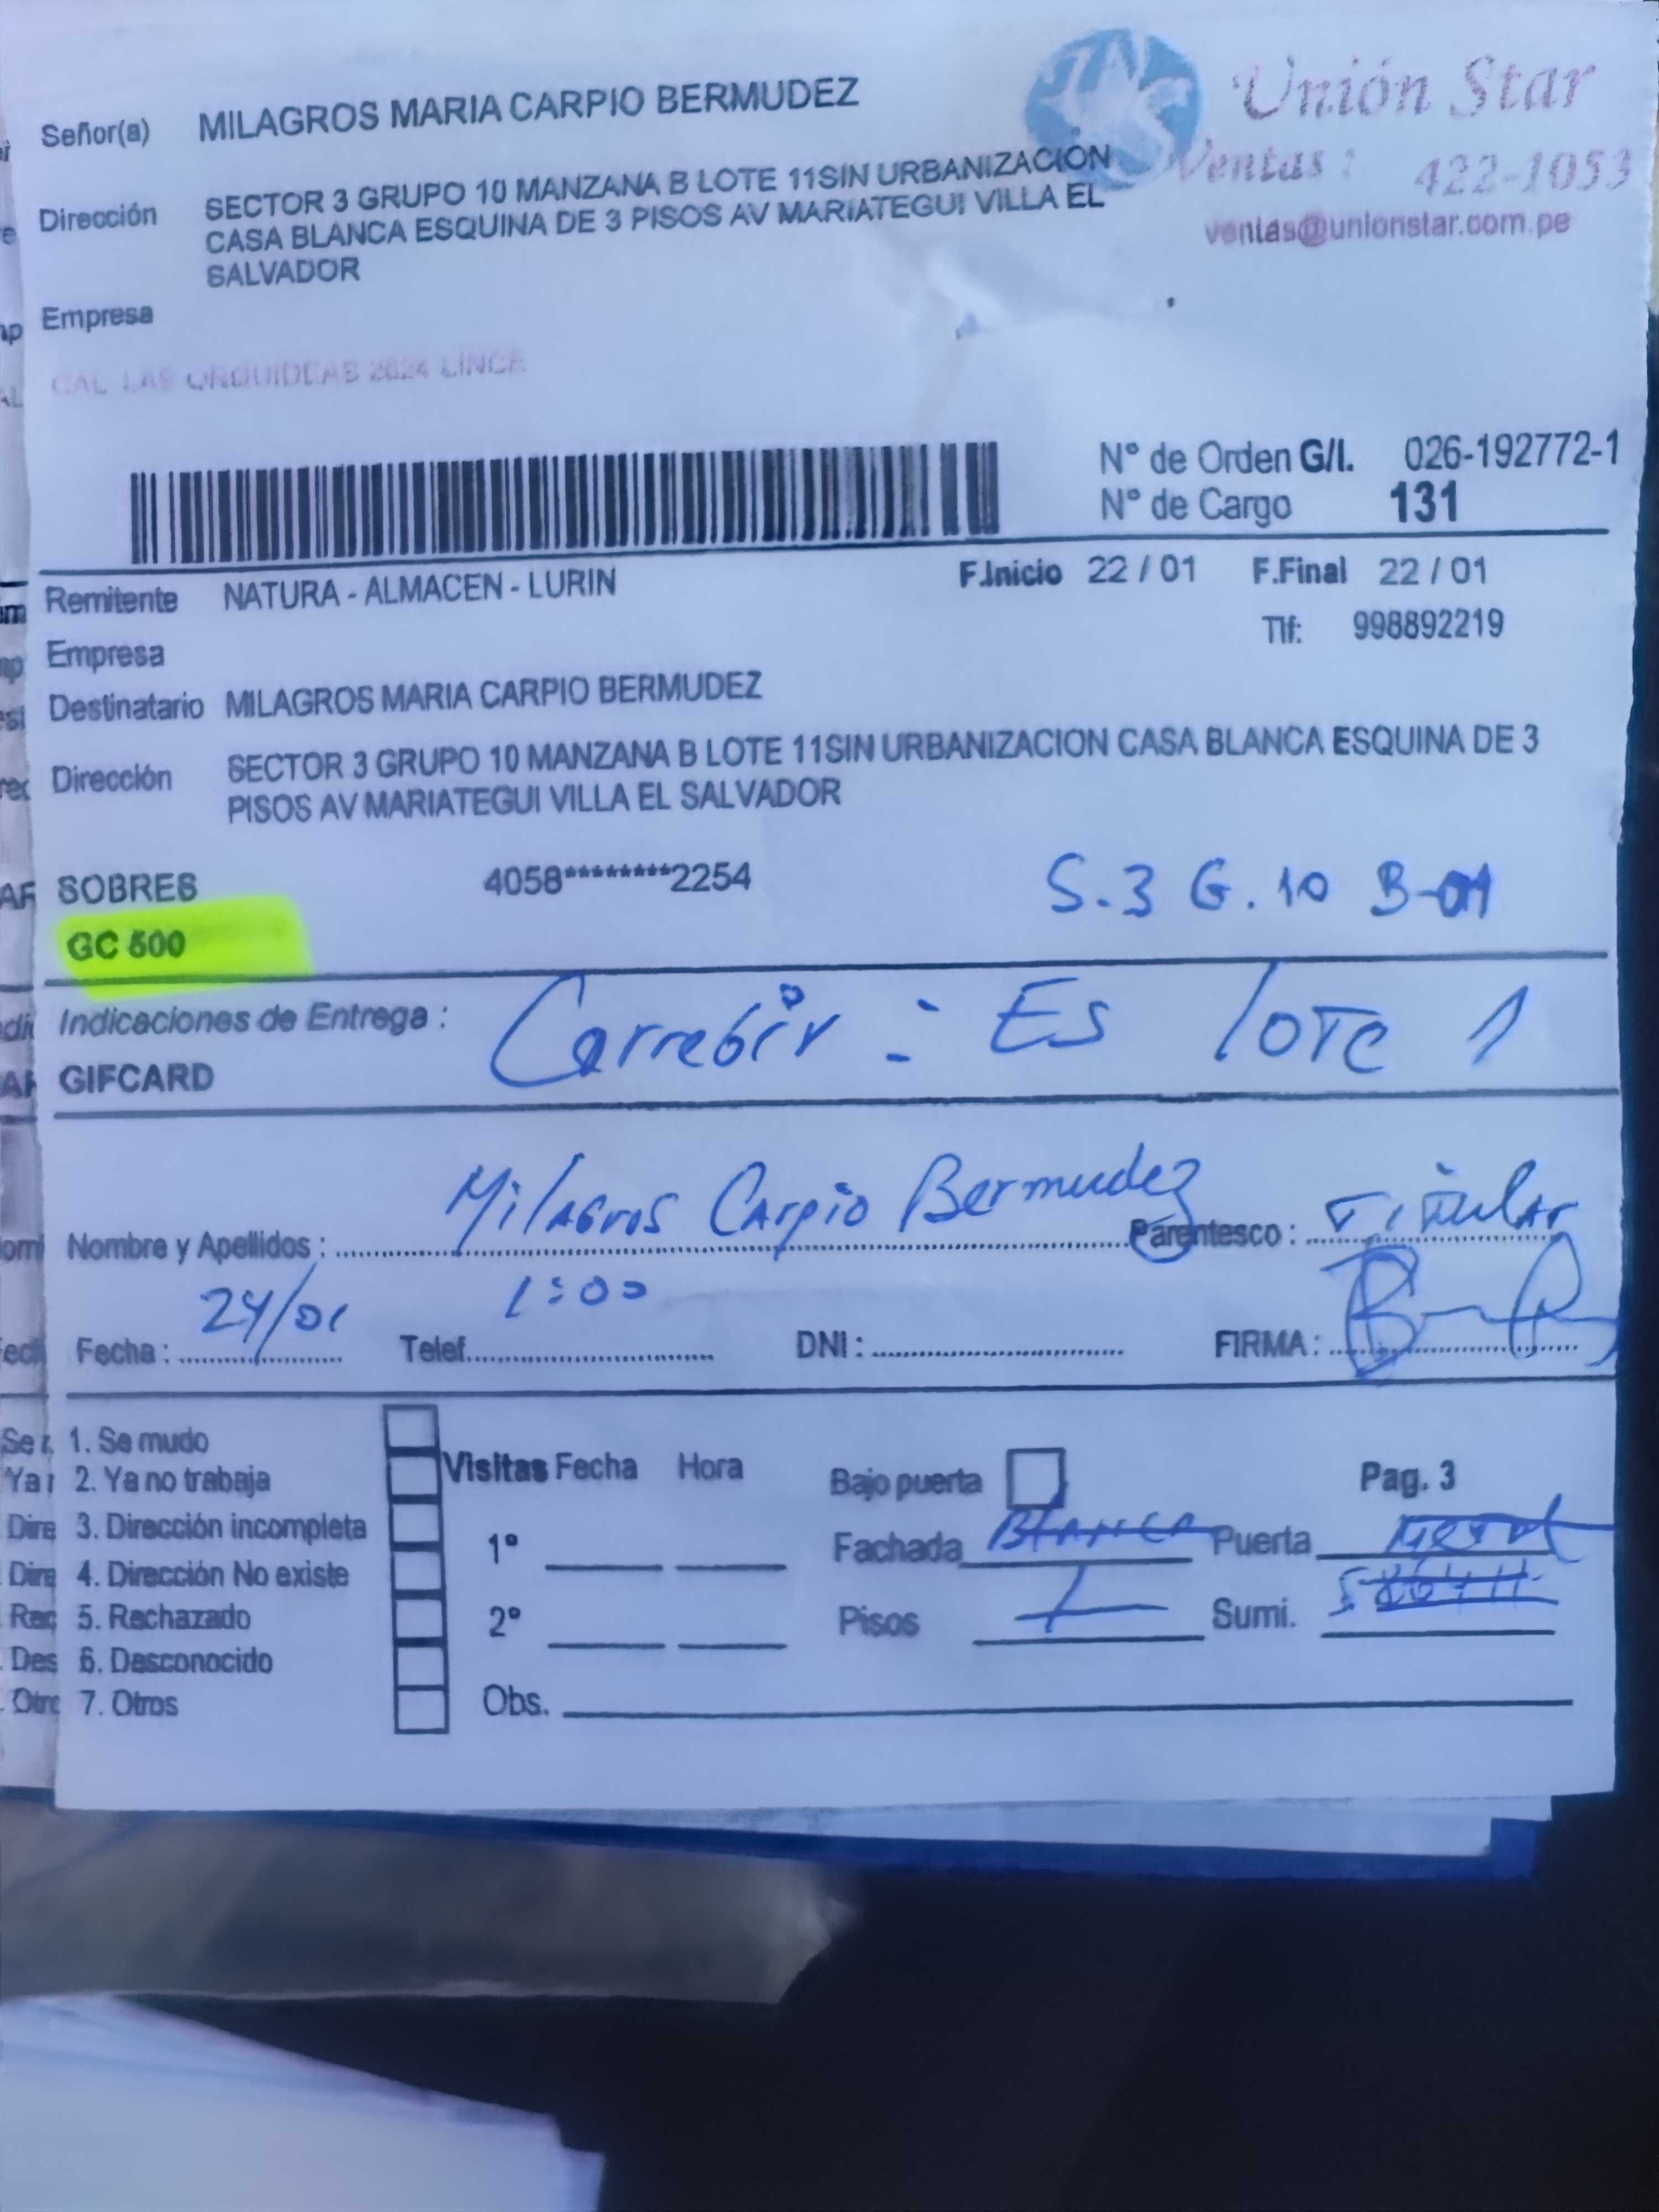 Unión Star
Ventas : 422-1053
ventas@unionstar.com.pe
Señor(a) MILAGROS MARIA CARPIO BERMUDEZ
Dirección SECTOR 3 GRUPO 10 MANZANA B LOTE 11SIN URBANIZACION
CASA BLANCA ESQUINA DE 3 PISOS AV MARIATEGUI VILLA EL
SALVADOR
Empresa
CAL LAS ORQUIDEAS 2624 LINCE
N° de Orden G/I. 026-192772-1
N° de Cargo 131
Remitente NATURA - ALMACEN - LURIN F.Inicio 22 / 01 F.Final 22 / 01
Empresa Tlf: 998892219
Destinatario MILAGROS MARIA CARPIO BERMUDEZ
Dirección SECTOR 3 GRUPO 10 MANZANA B LOTE 11SIN URBANIZACION CASA BLANCA ESQUINA DE 3
PISOS AV MARIATEGUI VILLA EL SALVADOR
SOBRES 4058********2254 S.3 G.10 B-01
GC 500
Indicaciones de Entrega : : Es lote 1
GIFCARD
Nombre y Apellidos : Milagros Carpio Bermudez Parentesco : Titular
Fecha : 24/01 Telef. 1:00 DNI : FIRMA :
1. Se mudo
2. Ya no trabaja
3. Dirección incompleta
4. Dirección No existe
5. Rechazado
6. Desconocido
7. Otros
Visitas Fecha Hora
1°
2°
Obs.
Bajo puerta Pag. 3
Fachada BLANCA Puerta
Pisos Sumi.